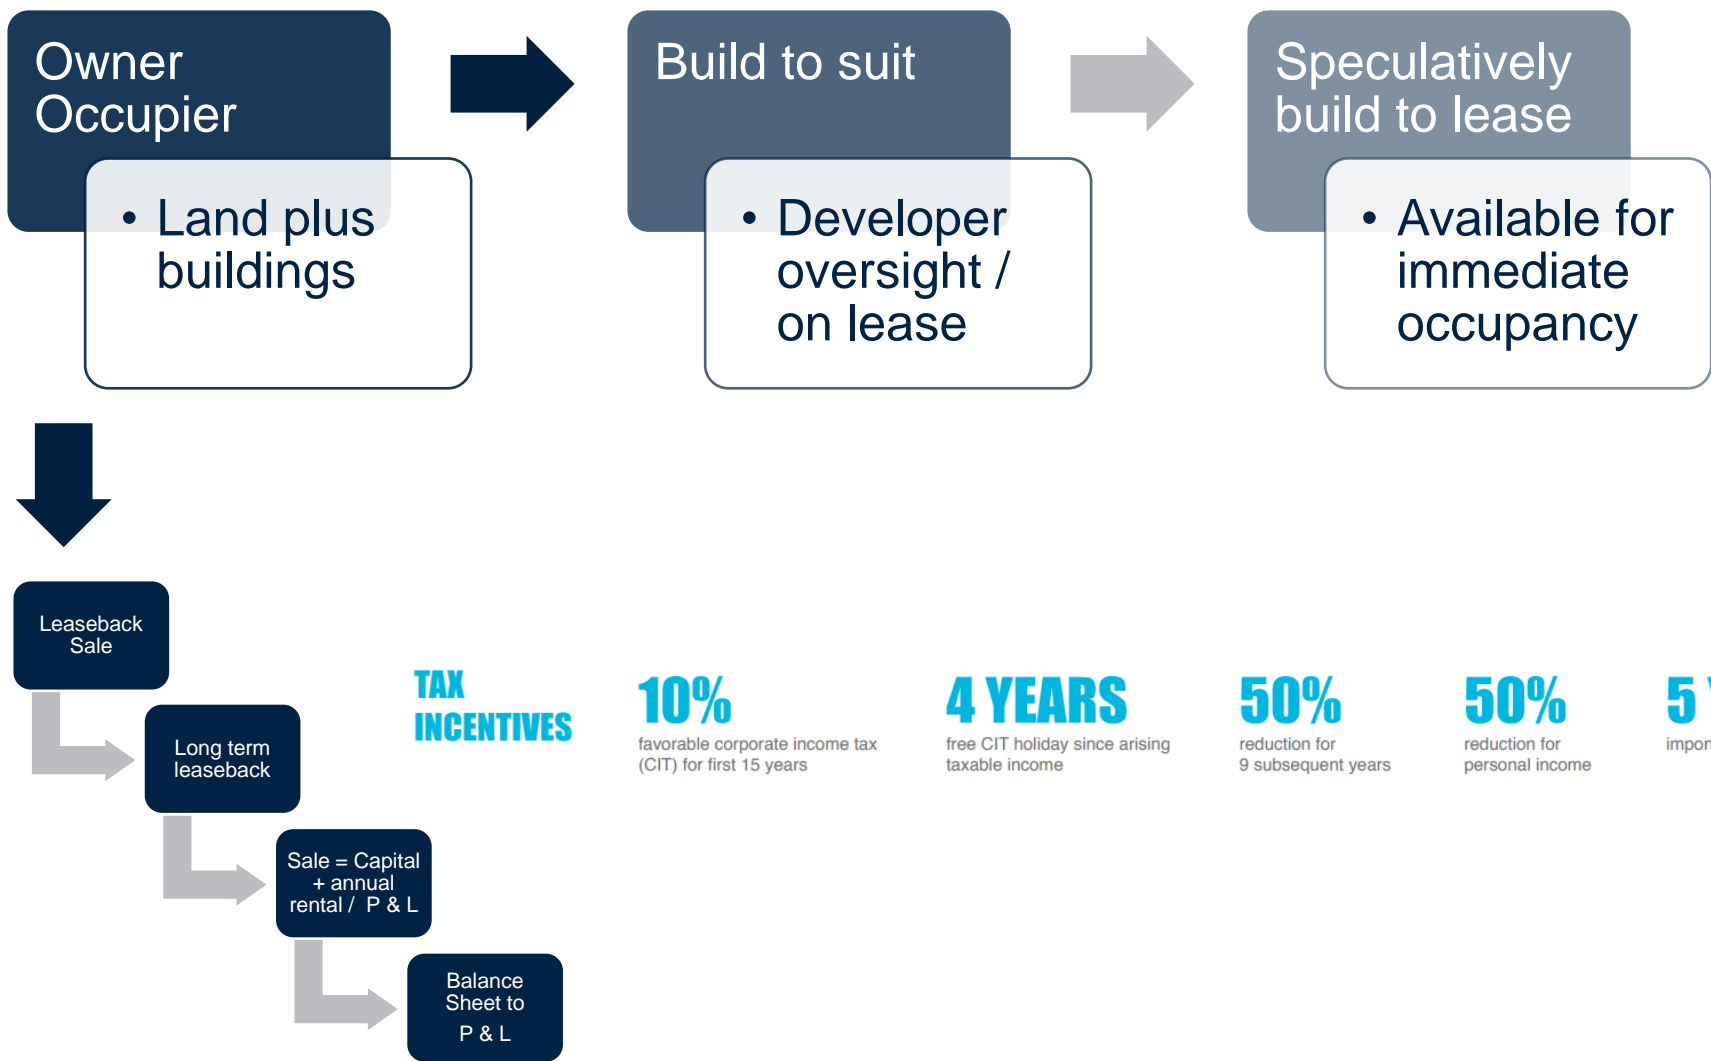 Owner
Occupier
• Land plus
buildings
Build to suit
• Developer
oversight /
on lease
Speculatively
build to lease
• Available for
immediate
occupancy
Leaseback
Sale
Long term
leaseback
Sale = Capital
+ annual
rental / P & L
Balance
Sheet to
P & L
TAX
INCENTIVES
10%
favorable corporate income tax
(CIT) for first 15 years
4 YEARS
free CIT holiday since arising
taxable income
50%
reduction for
9 subsequent years
50%
reduction for
personal income
5